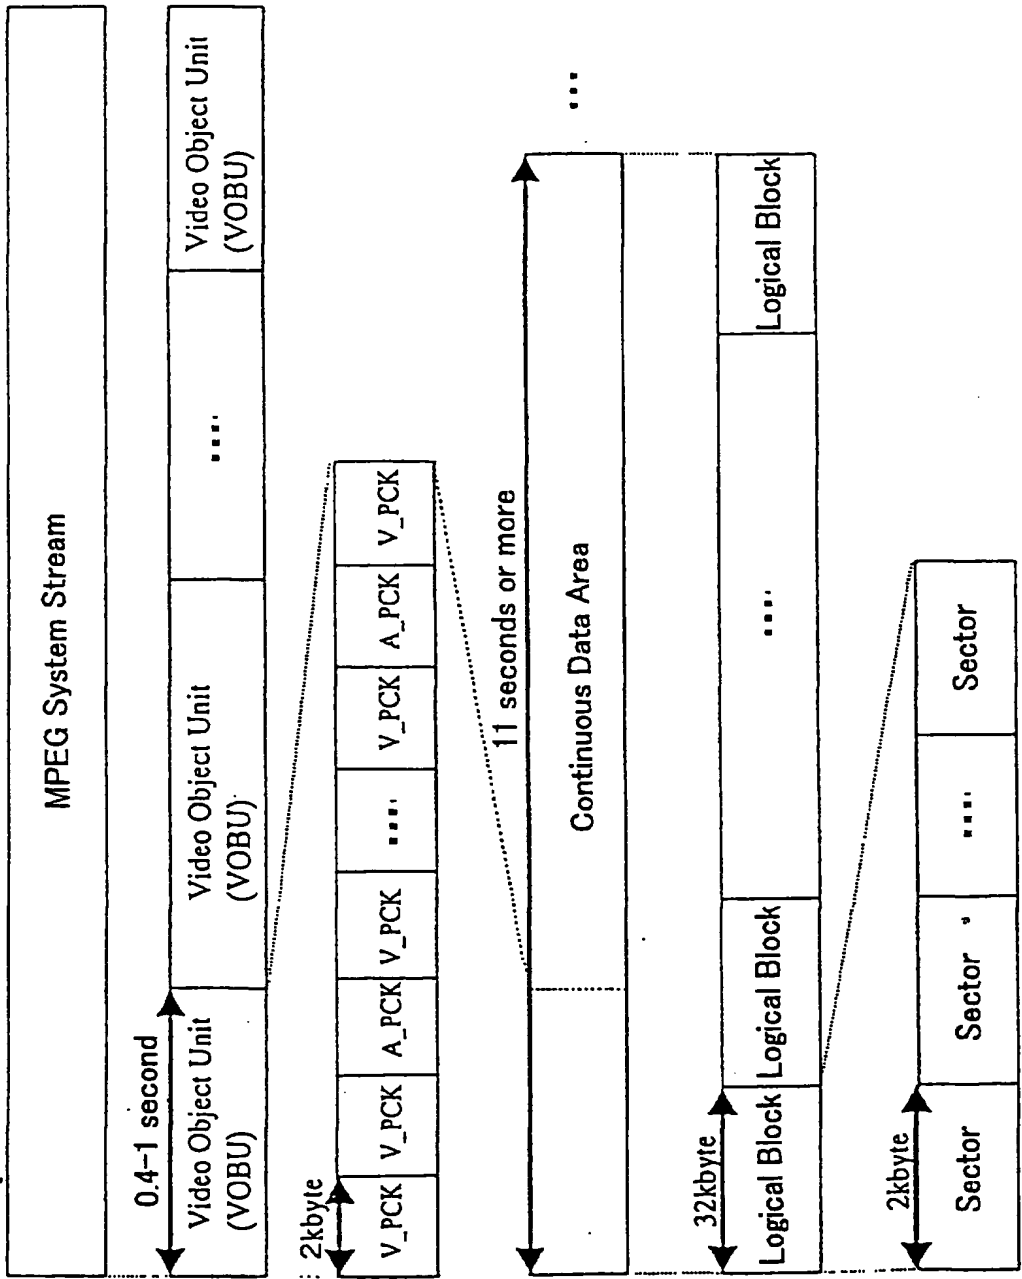 MPEG System Stream
0.4-1 second
Video Object Unit
(VOBU)
Video Object Unit
(VOBU)
....
Video Object Unit
(VOBU)
2kbyte
V_PCK
V_PCK
A_PCK
V_PCK
....
V_PCK
A_PCK
V_PCK
11 seconds or more
Continuous Data Area
...
32kbyte
Logical Block
Logical Block
....
Logical Block
2kbyte
Sector
Sector
....
Sector